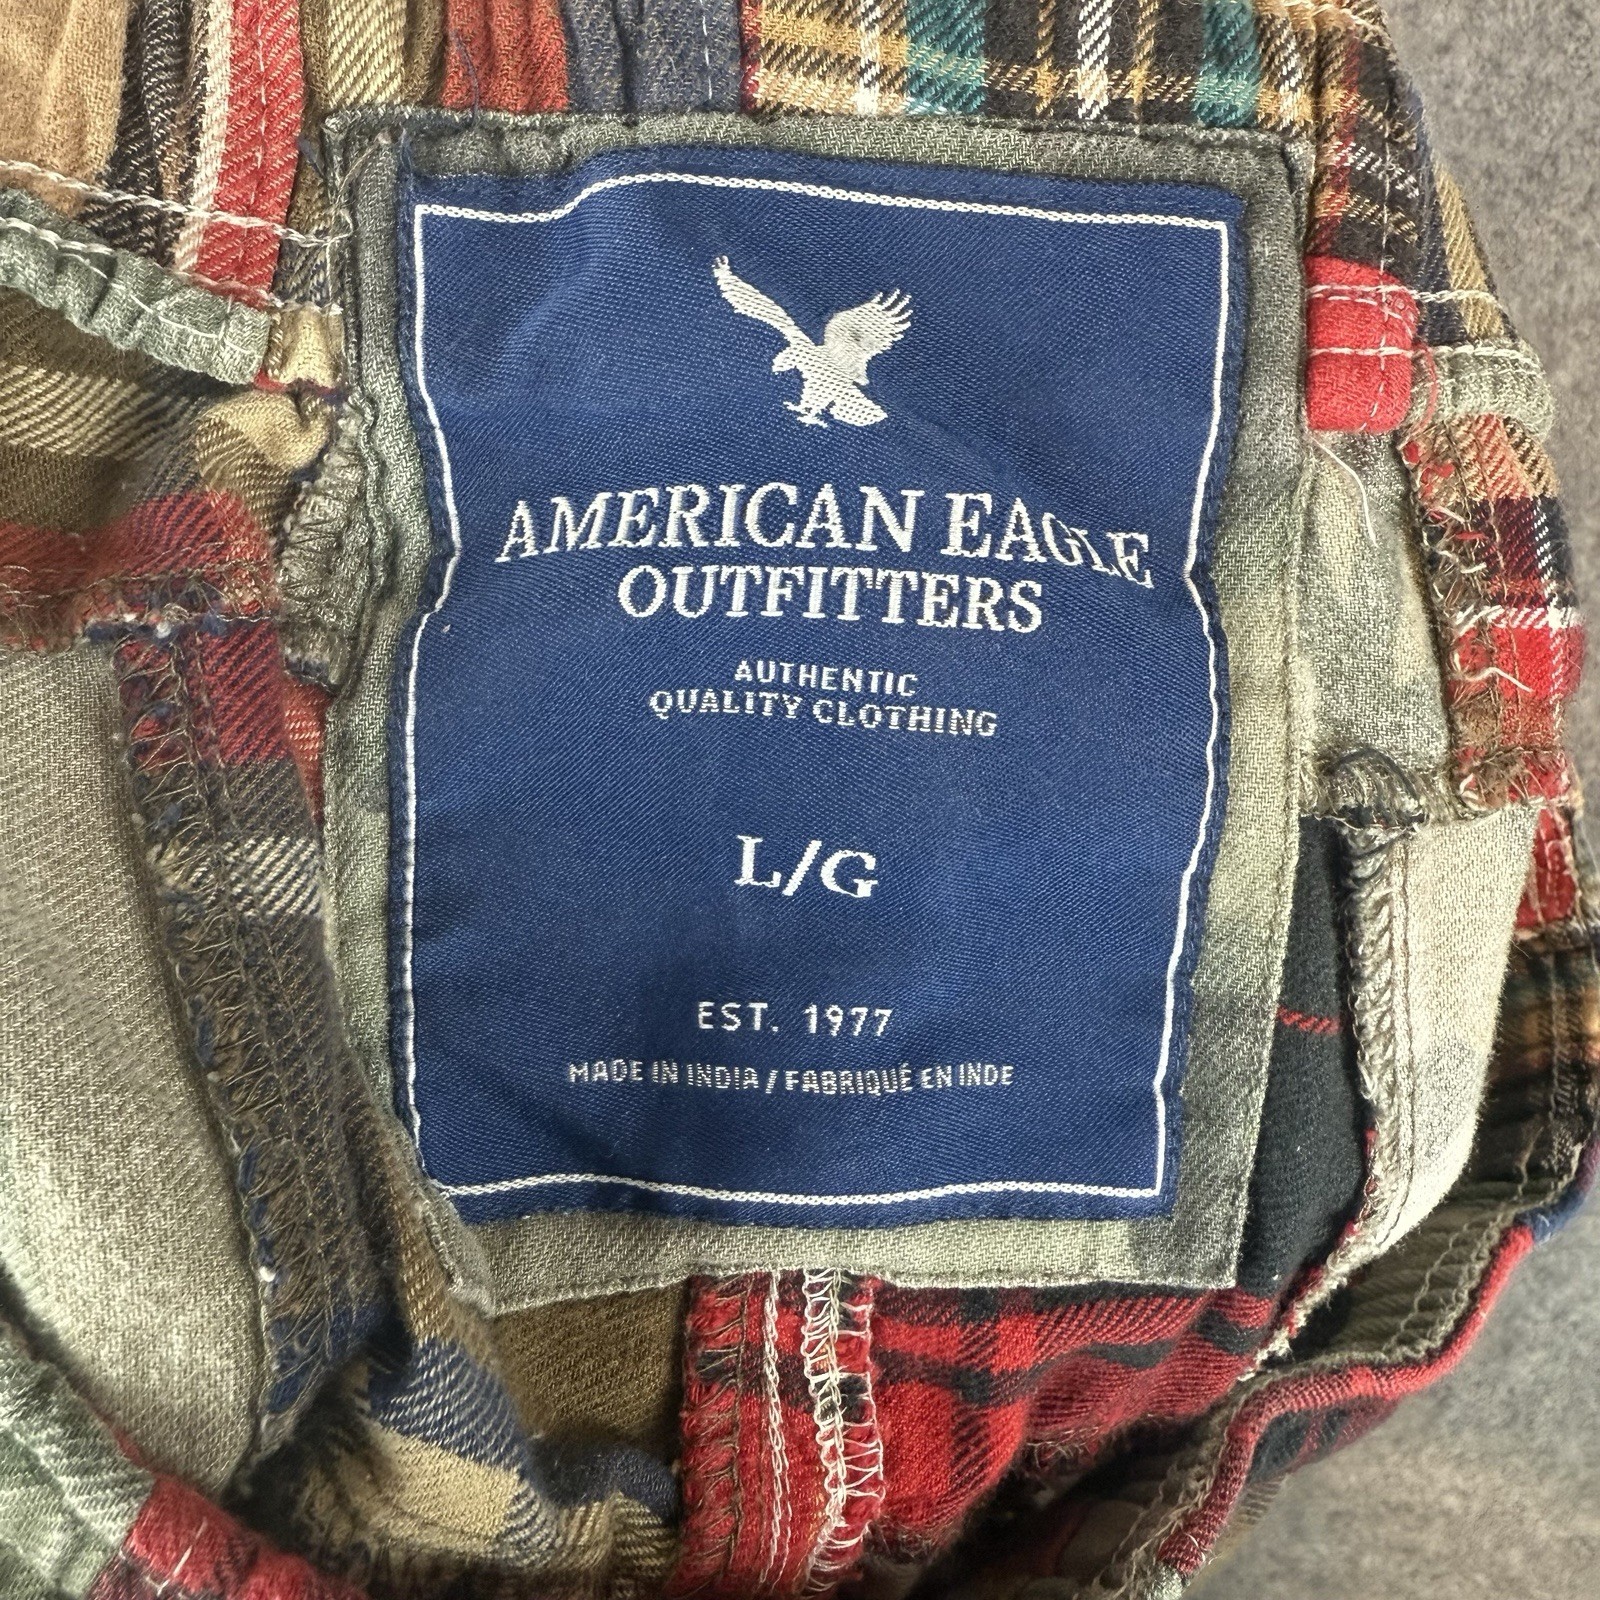 AMERICAN EAGLE
OUTFITTERS
AUTHENTIC
QUALITY CLOTHING
L/G
EST. 1977
MADE IN INDIA / FABRIQUÉ EN INDE